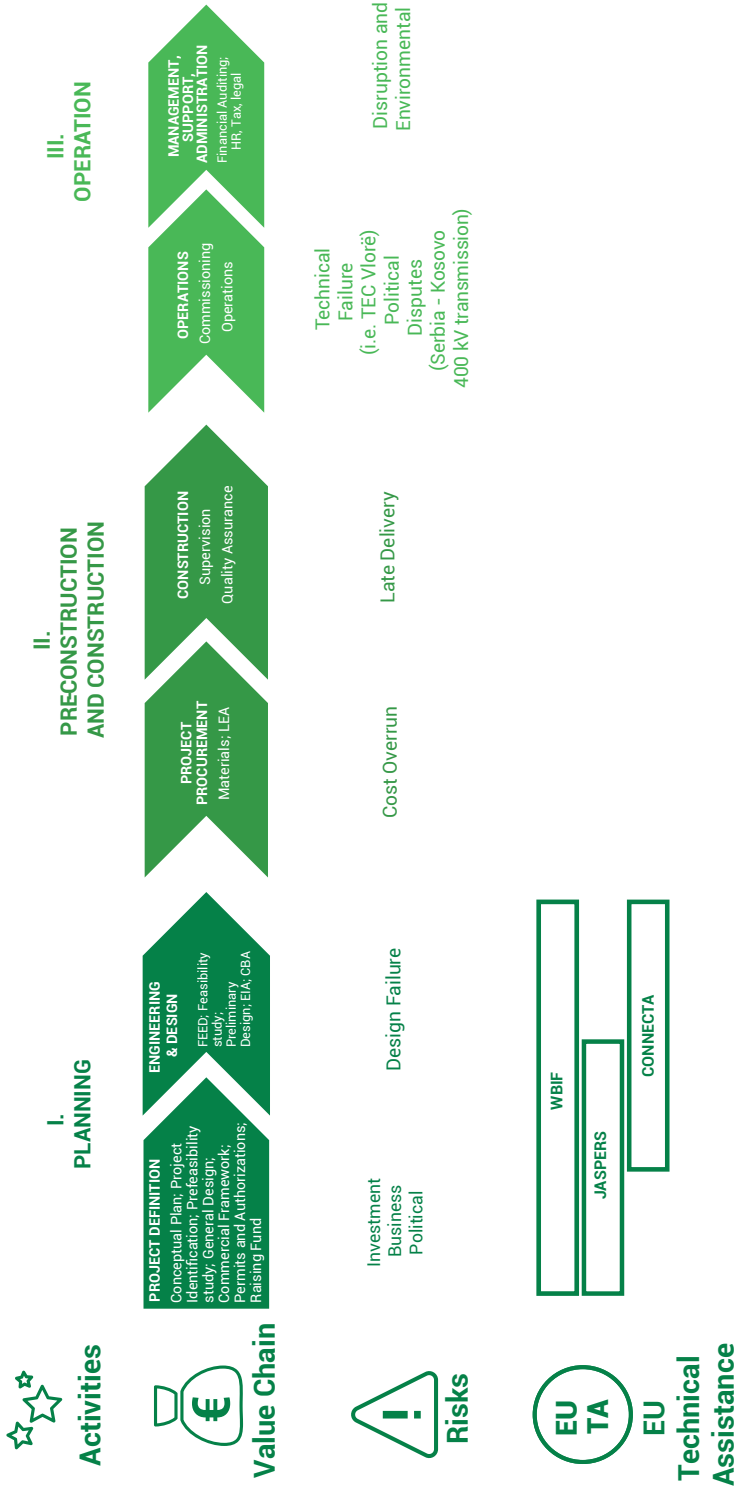 Activities
I.
PLANNING
II.
PRECONSTRUCTION
AND CONSTRUCTION
III.
OPERATION
€
Value Chain
PROJECT DEFINITION
Conceptual Plan; Project
Identification; Prefeasibility
study; General Design;
Commercial Framework;
Permits and Authorizations;
Raising Fund
ENGINEERING
& DESIGN
FEED; Feasibility
study;
Preliminary
Design; EIA; CBA
PROJECT
PROCUREMENT
Materials; LEA
CONSTRUCTION
Supervision
Quality Assurance
OPERATIONS
Commissioning
Operations
MANAGEMENT,
SUPPORT,
ADMINISTRATION
Financial Auditing;
HR, Tax, legal
!
Risks
Investment
Business
Political
Design Failure
Cost Overrun
Late Delivery
Technical
Failure
(i.e. TEC Vlorë)
Political
Disputes
(Serbia - Kosovo
400 kV transmission)
Disruption and
Environmental
EU
TA
EU
Technical
Assistance
WBIF
JASPERS
CONNECTA